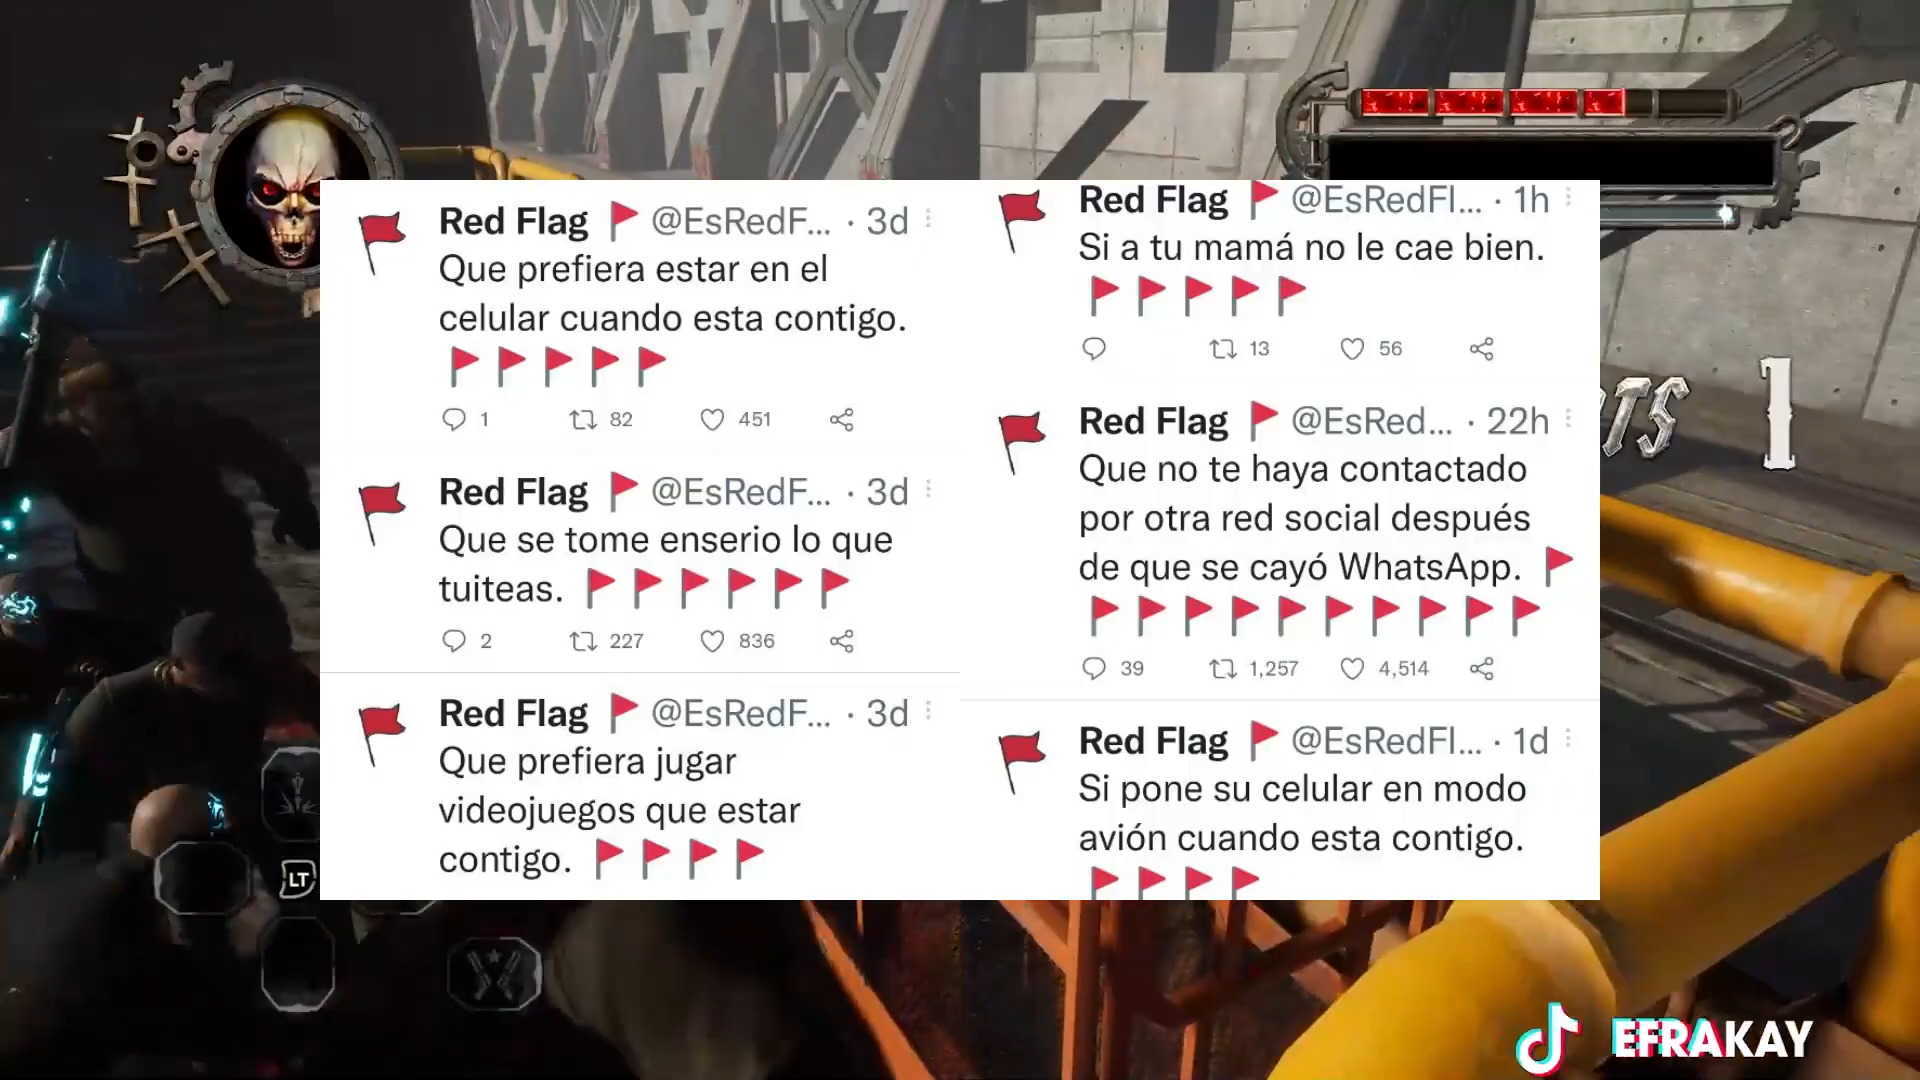 Red Flag 🚩 @EsRedF... · 3d
Que prefiera estar en el
celular cuando esta contigo.
🚩🚩🚩🚩🚩
1 82 451
Red Flag 🚩 @EsRedF... · 3d
Que se tome enserio lo que
tuiteas. 🚩🚩🚩🚩🚩🚩
2 227 836
Red Flag 🚩 @EsRedF... · 3d
Que prefiera jugar
videojuegos que estar
contigo. 🚩🚩🚩🚩
Red Flag 🚩 @EsRedFl... · 1h
Si a tu mamá no le cae bien.
🚩🚩🚩🚩🚩
13 56
Red Flag 🚩 @EsRed... · 22h
Que no te haya contactado
por otra red social después
de que se cayó WhatsApp. 🚩
🚩🚩🚩🚩🚩🚩🚩🚩🚩🚩
39 1,257 4,514
Red Flag 🚩 @EsRedFl... · 1d
Si pone su celular en modo
avión cuando esta contigo.
🚩🚩🚩🚩
1
LT
EFRAKAY